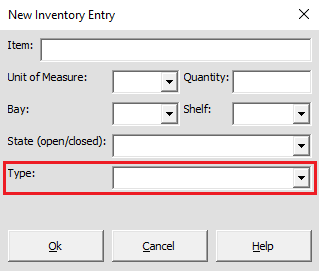 New Inventory Entry
Item:
Unit of Measure: Quantity:
Bay: Shelf:
State (open/closed):
Type:
Ok Cancel Help